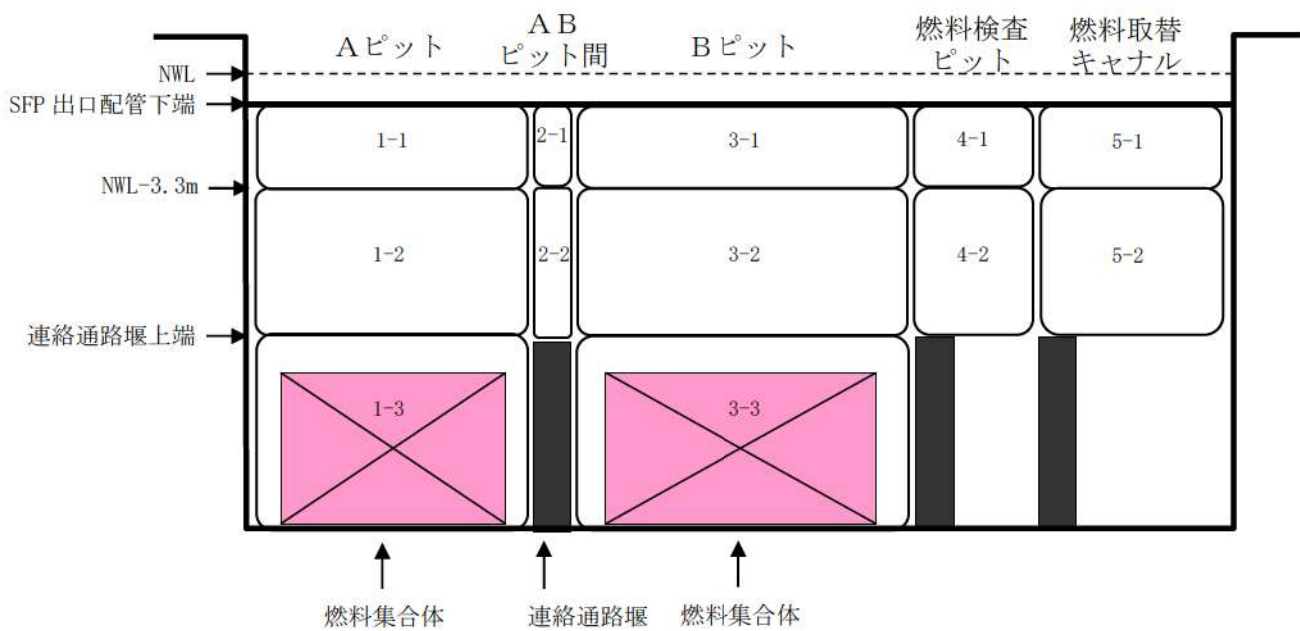 Aピット
AB
ピット間
Bピット
燃料検査
ピット
燃料取替
キャナル
NWL
SFP 出口配管下端
NWL-3.3m
連絡通路堰上端
1-1
2-1
3-1
4-1
5-1
1-2
2-2
3-2
4-2
5-2
1-3
3-3
燃料集合体
連絡通路堰
燃料集合体